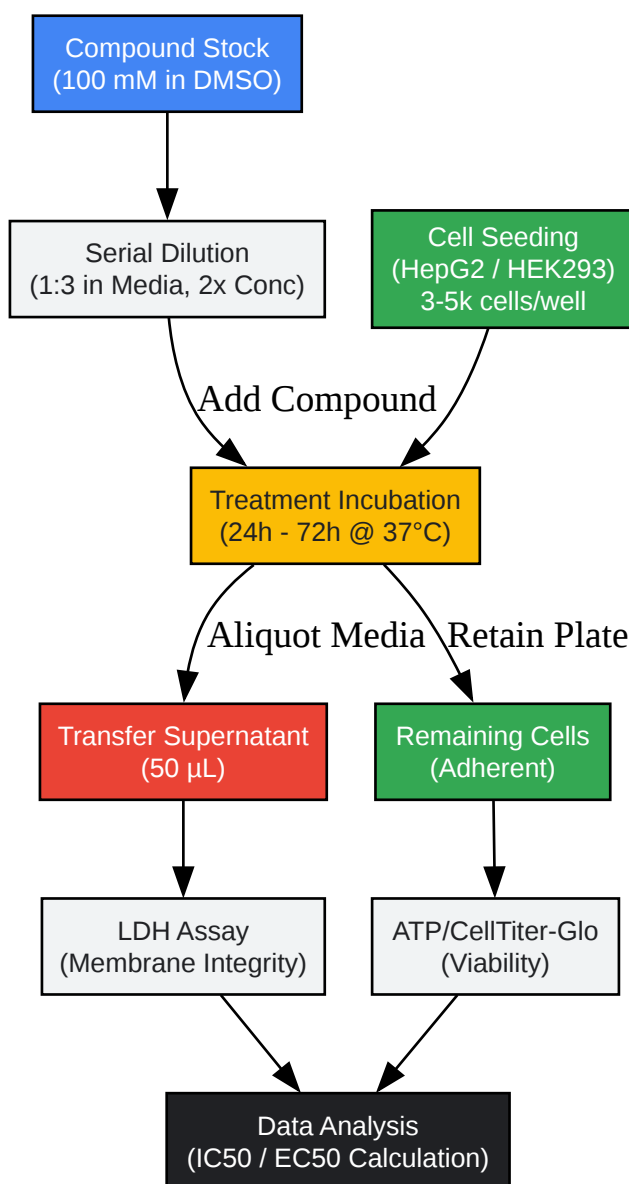 Compound Stock
(100 mM in DMSO)
Serial Dilution
(1:3 in Media, 2x Conc)
Cell Seeding
(HepG2 / HEK293)
3-5k cells/well
Add Compound
Treatment Incubation
(24h - 72h @ 37°C)
Aliquot Media
Retain Plate
Transfer Supernatant
(50 µL)
Remaining Cells
(Adherent)
LDH Assay
(Membrane Integrity)
ATP/CellTiter-Glo
(Viability)
Data Analysis
(IC50 / EC50 Calculation)